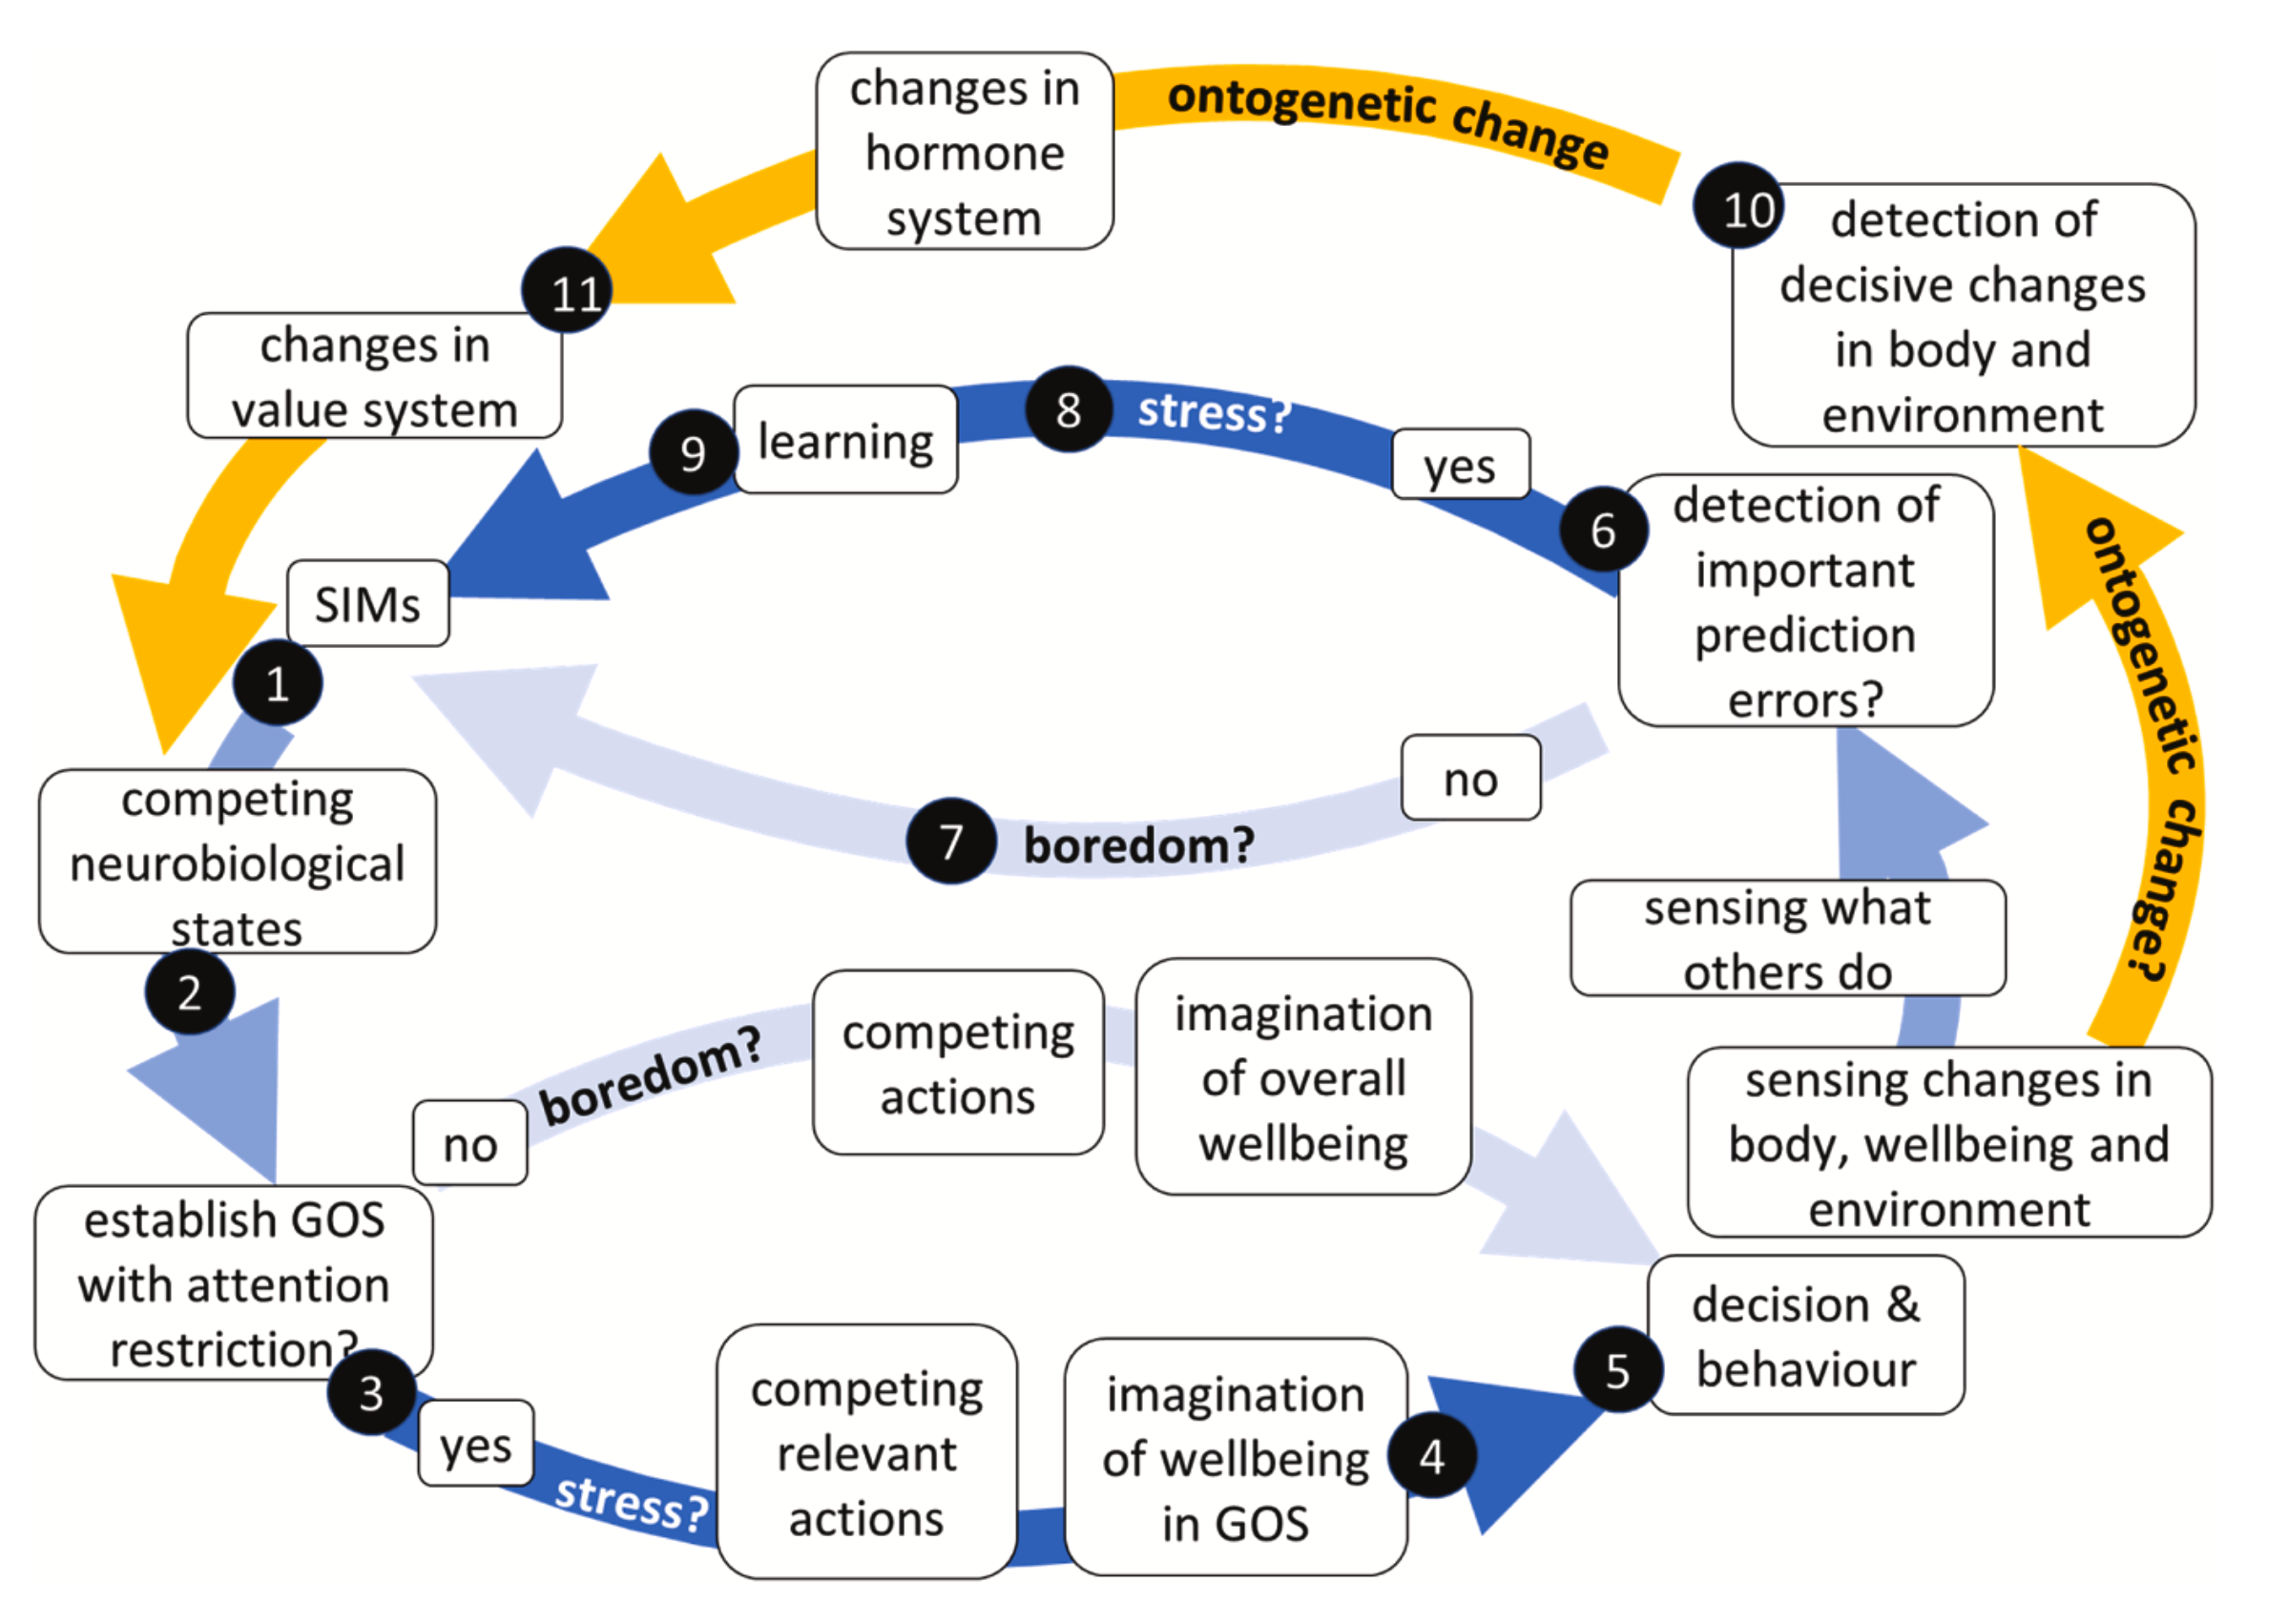 changes in
hormone
system
ontogenetic change
10
detection of
decisive changes
in body and
environment
11
changes in
value system
9
learning
8
stress?
yes
6
detection of
important
prediction
errors?
SIMs
1
ontogenetic change?
no
7
boredom?
competing
neurobiological
states
2
sensing what
others do
no
boredom?
competing
actions
imagination
of overall
wellbeing
sensing changes in
body, wellbeing and
environment
establish GOS
with attention
restriction?
3
yes
stress?
competing
relevant
actions
imagination
of wellbeing
in GOS
4
5
decision &
behaviour